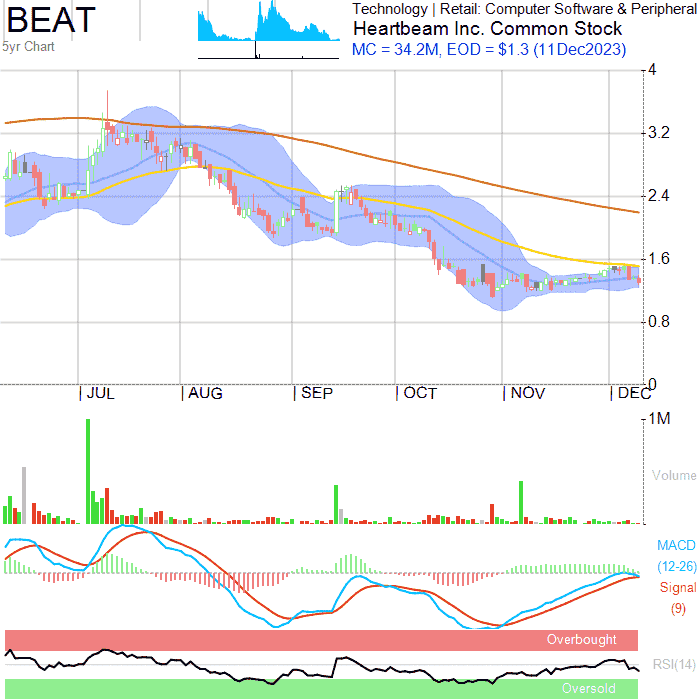 BEAT
5yr Chart
Technology | Retail: Computer Software & Peripheral
Heartbeam Inc. Common Stock
MC = 34.2M, EOD = $1.3 (11Dec2023)
4
3.2
2.4
1.6
0.8
0
| JUL
| AUG
| SEP
| OCT
| NOV
| DEC
1M
Volume
MACD
(12-26)
Signal
(9)
Overbought
RSI(14)
Oversold